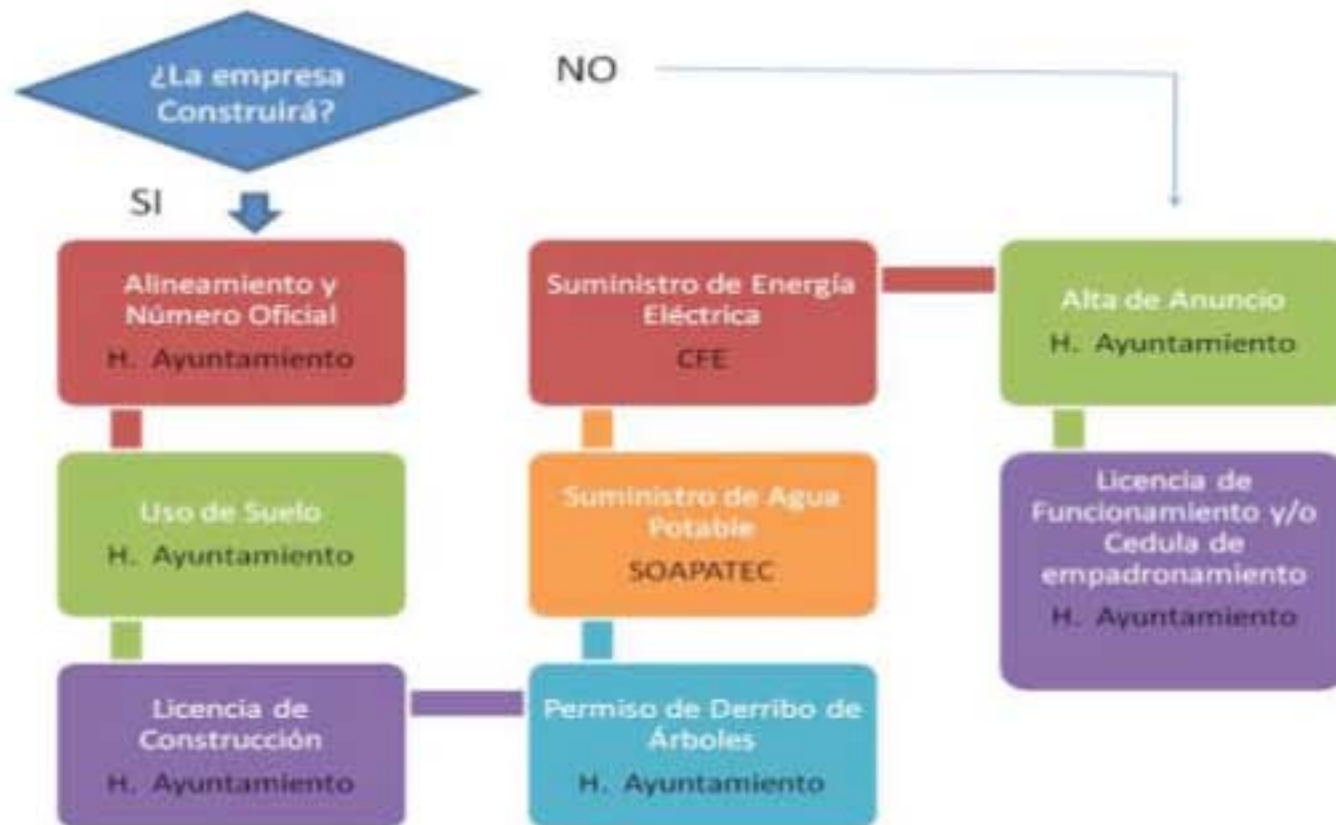 ¿La empresa
Construirá?
NO
SI
Alineamiento y
Número Oficial
H. Ayuntamiento
Uso de Suelo
H. Ayuntamiento
Licencia de
Construcción
H. Ayuntamiento
Permiso de Derribo de
Árboles
H. Ayuntamiento
Suministro de Agua
Potable
SOAPATEC
Suministro de Energía
Eléctrica
CFE
Alta de Anuncio
H. Ayuntamiento
Licencia de
Funcionamiento y/o
Cedula de
empadronamiento
H. Ayuntamiento